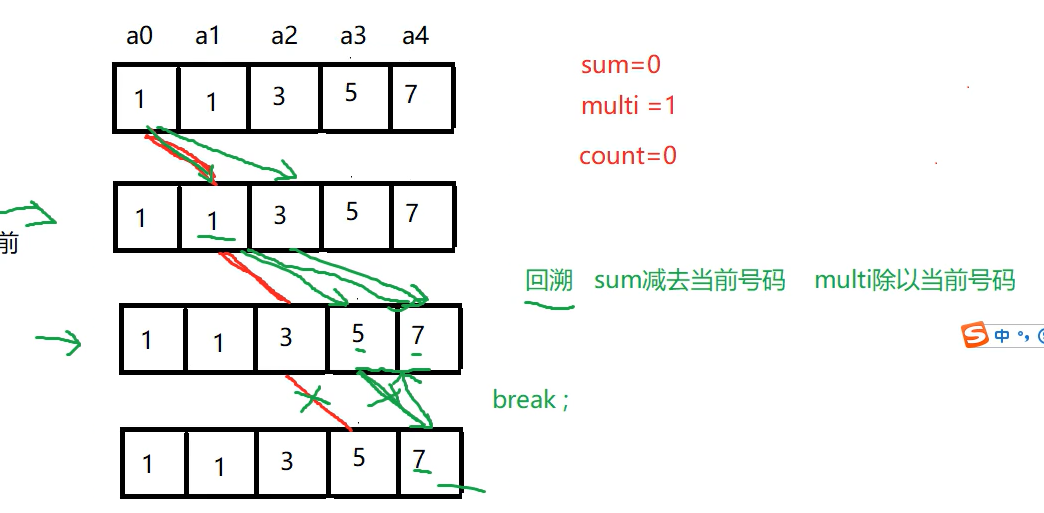 a0 a1 a2 a3 a4
1 1 3 5 7
sum=0
multi =1
count=0
1 1 3 5 7
前
回溯 sum减去当前号码 multi除以当前号码
1 1 3 5 7
中 °,
break ;
1 1 3 5 7